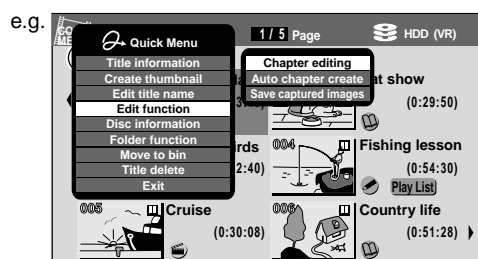 e.g.
Quick Menu
1 / 5 Page
HDD (VR)
Title information
Create thumbnail
Edit title name
Edit function
Disc information
Folder function
Move to bin
Title delete
Exit
Chapter editing
Auto chapter create
Save captured images
at show
(0:29:50)
irds
2:40)
004
Fishing lesson
(0:54:30)
Play List
005
Cruise
(0:30:08)
006
Country life
(0:51:28)